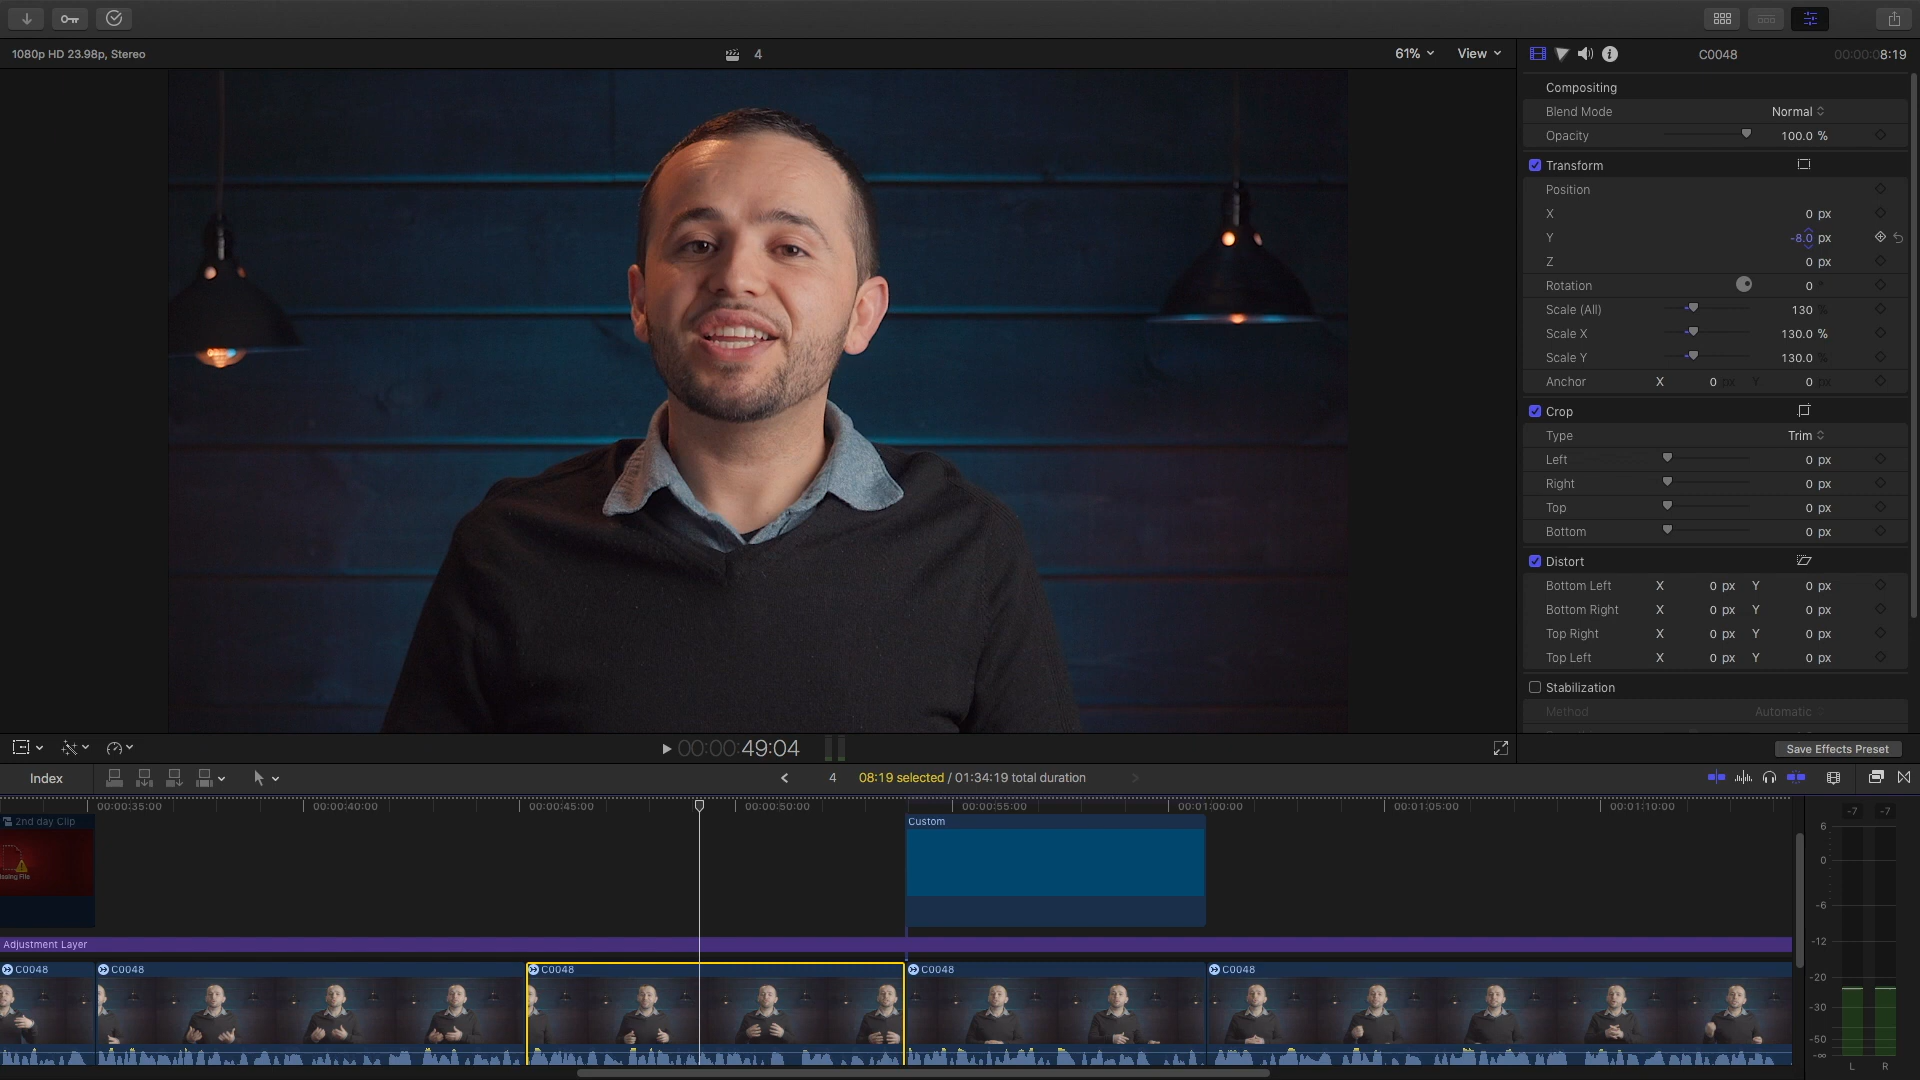 1080p HD 23.98p, Stereo
4
61%
View
C0048
00:00:08:19
Compositing
Blend Mode Normal
Opacity 100.0 %
Transform
Position
X 0 px
Y -8.0 px
Z 0 px
Rotation 0 °
Scale (All) 130 %
Scale X 130.0 %
Scale Y 130.0 %
Anchor X 0 px Y 0 px
Crop
Type Trim
Left 0 px
Right 0 px
Top 0 px
Bottom 0 px
Distort
Bottom Left X 0 px Y 0 px
Bottom Right X 0 px Y 0 px
Top Right X 0 px Y 0 px
Top Left X 0 px Y 0 px
Stabilization
Method Automatic
00:00:49:04
Save Effects Preset
Index
4
08:19 selected / 01:34:19 total duration
00:00:35:00 00:00:40:00 00:00:45:00 00:00:50:00 00:00:55:00 00:01:00:00 00:01:05:00 00:01:10:00
2nd day Clip
Custom
Adjustment Layer
C0048 C0048 C0048 C0048 C0048
-7 -7
6
0
-6
-12
-20
-30
-50
-∞
L R